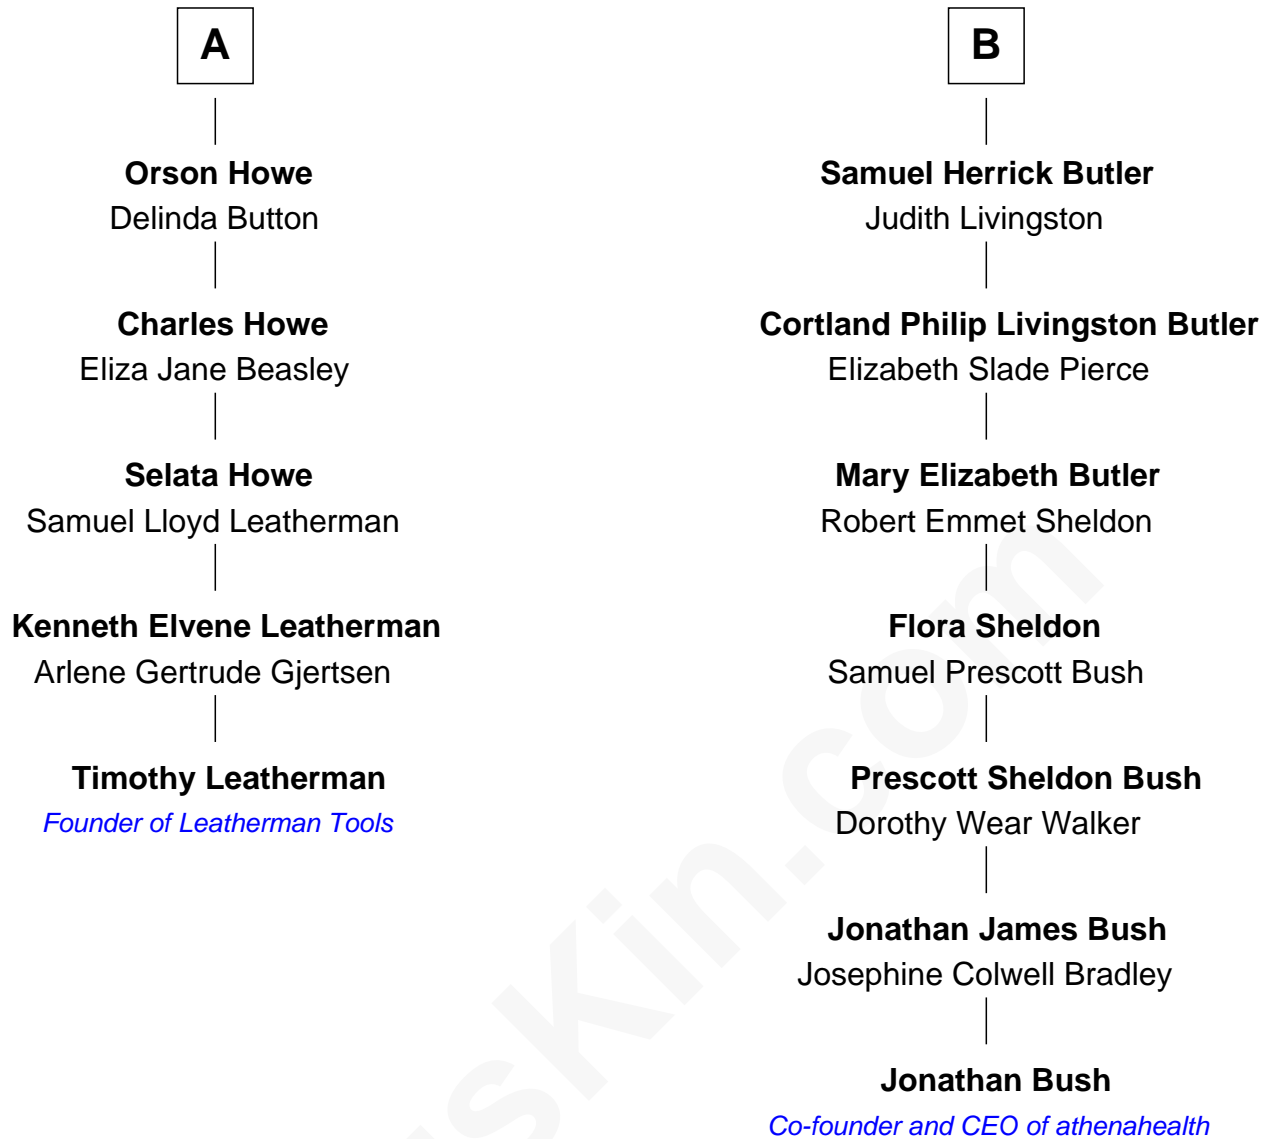 A
Orson Howe
Delinda Button
Charles Howe
Eliza Jane Beasley
Selata Howe
Samuel Lloyd Leatherman
Kenneth Elvene Leatherman
Arlene Gertrude Gjertsen
Timothy Leatherman
Founder of Leatherman Tools
B
Samuel Herrick Butler
Judith Livingston
Cortland Philip Livingston Butler
Elizabeth Slade Pierce
Mary Elizabeth Butler
Robert Emmet Sheldon
Flora Sheldon
Samuel Prescott Bush
Prescott Sheldon Bush
Dorothy Wear Walker
Jonathan James Bush
Josephine Colwell Bradley
Jonathan Bush
Co-founder and CEO of athenahealth